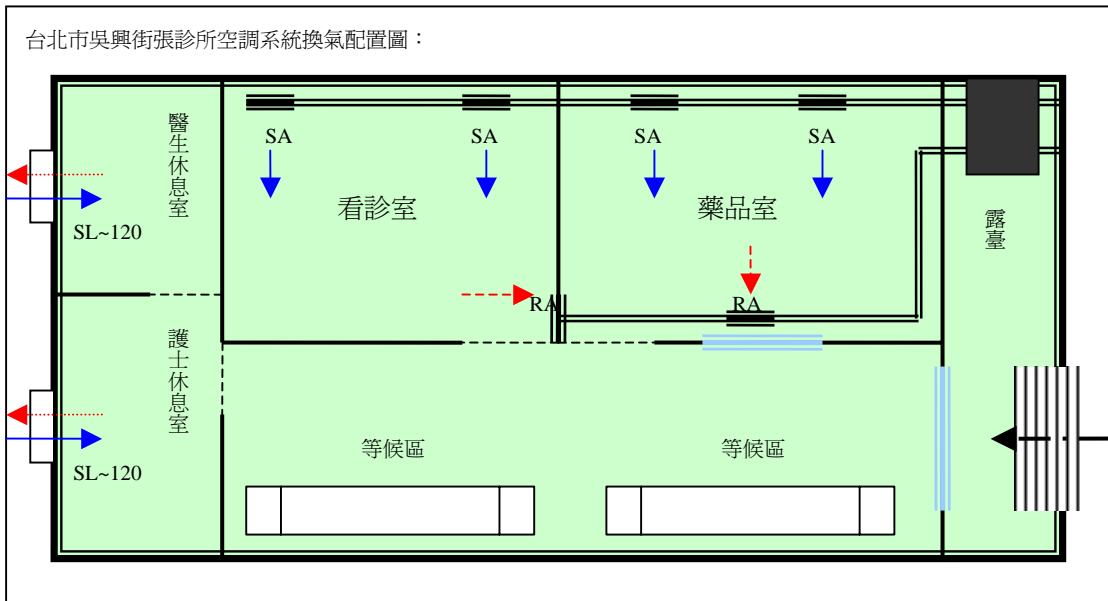 台北市吳興街張診所空調系統換氣配置圖：
醫生休息室
SL~120
護士休息室
SL~120
SA
SA
SA
SA
看診室
藥品室
RA
RA
露臺
等候區
等候區